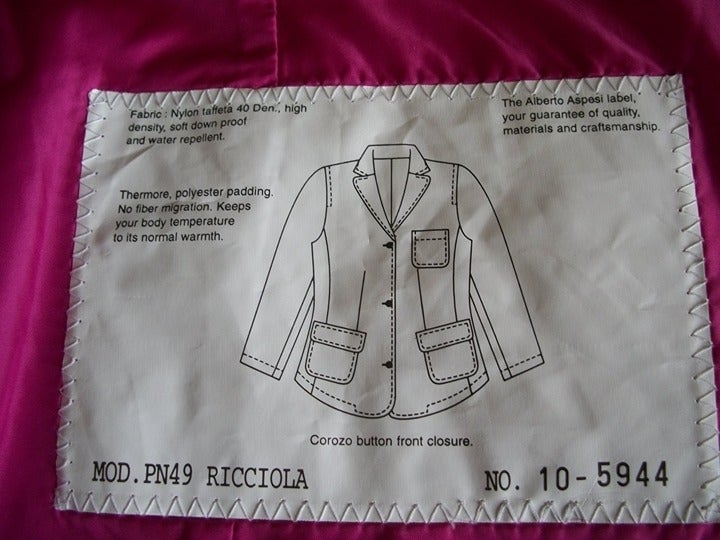 Fabric : Nylon taffeta 40 Den., high
density, soft down proof
and water repellent.
The Alberto Aspesi label,
your guarantee of quality,
materials and craftsmanship.
Thermore, polyester padding.
No fiber migration. Keeps
your body temperature
to its normal warmth.
Corozo button front closure.
MOD. PN49 RICCIOLA
NO. 10-5944